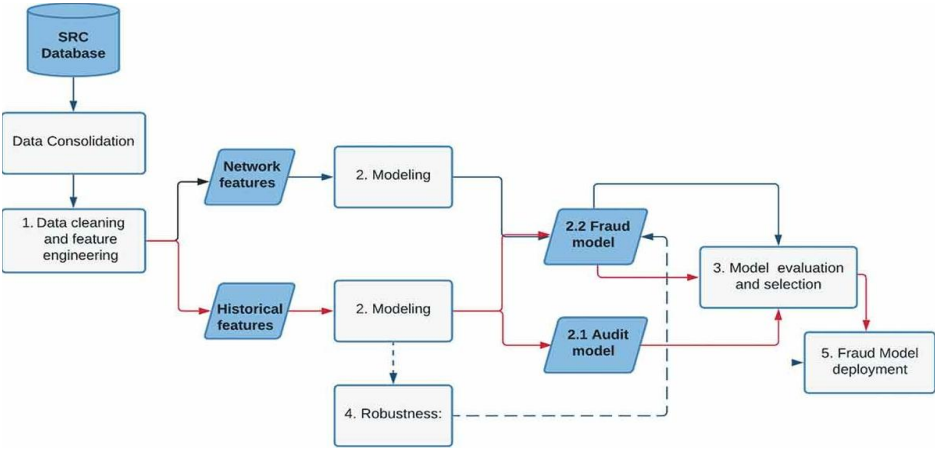 SRC
Database
Data Consolidation
1. Data cleaning
and feature
engineering
Network
features
2. Modeling
Historical
features
2. Modeling
4. Robustness:
2.2 Fraud
model
2.1 Audit
model
3. Model evaluation
and selection
5. Fraud Model
deployment